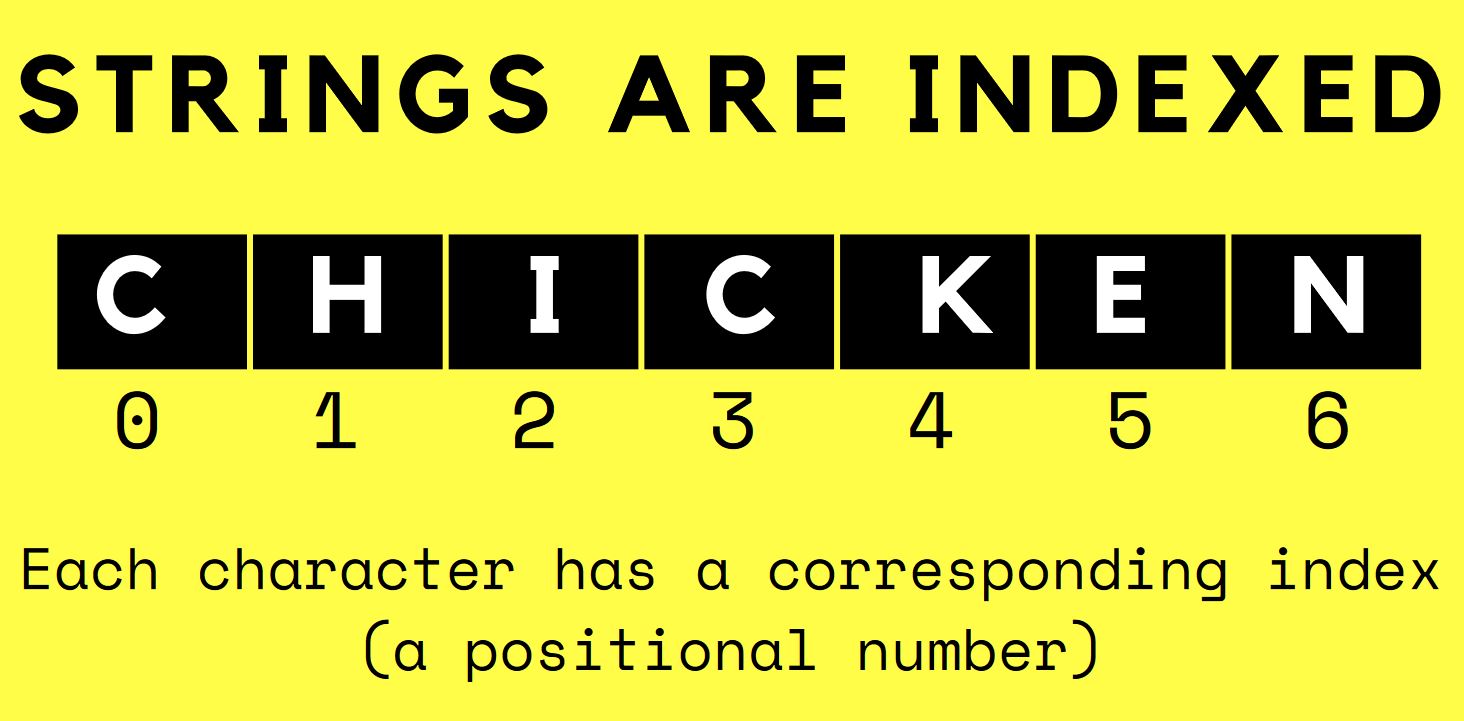 STRINGS ARE INDEXED
C H I C K E N
0 1 2 3 4 5 6
Each character has a corresponding index
(a positional number)